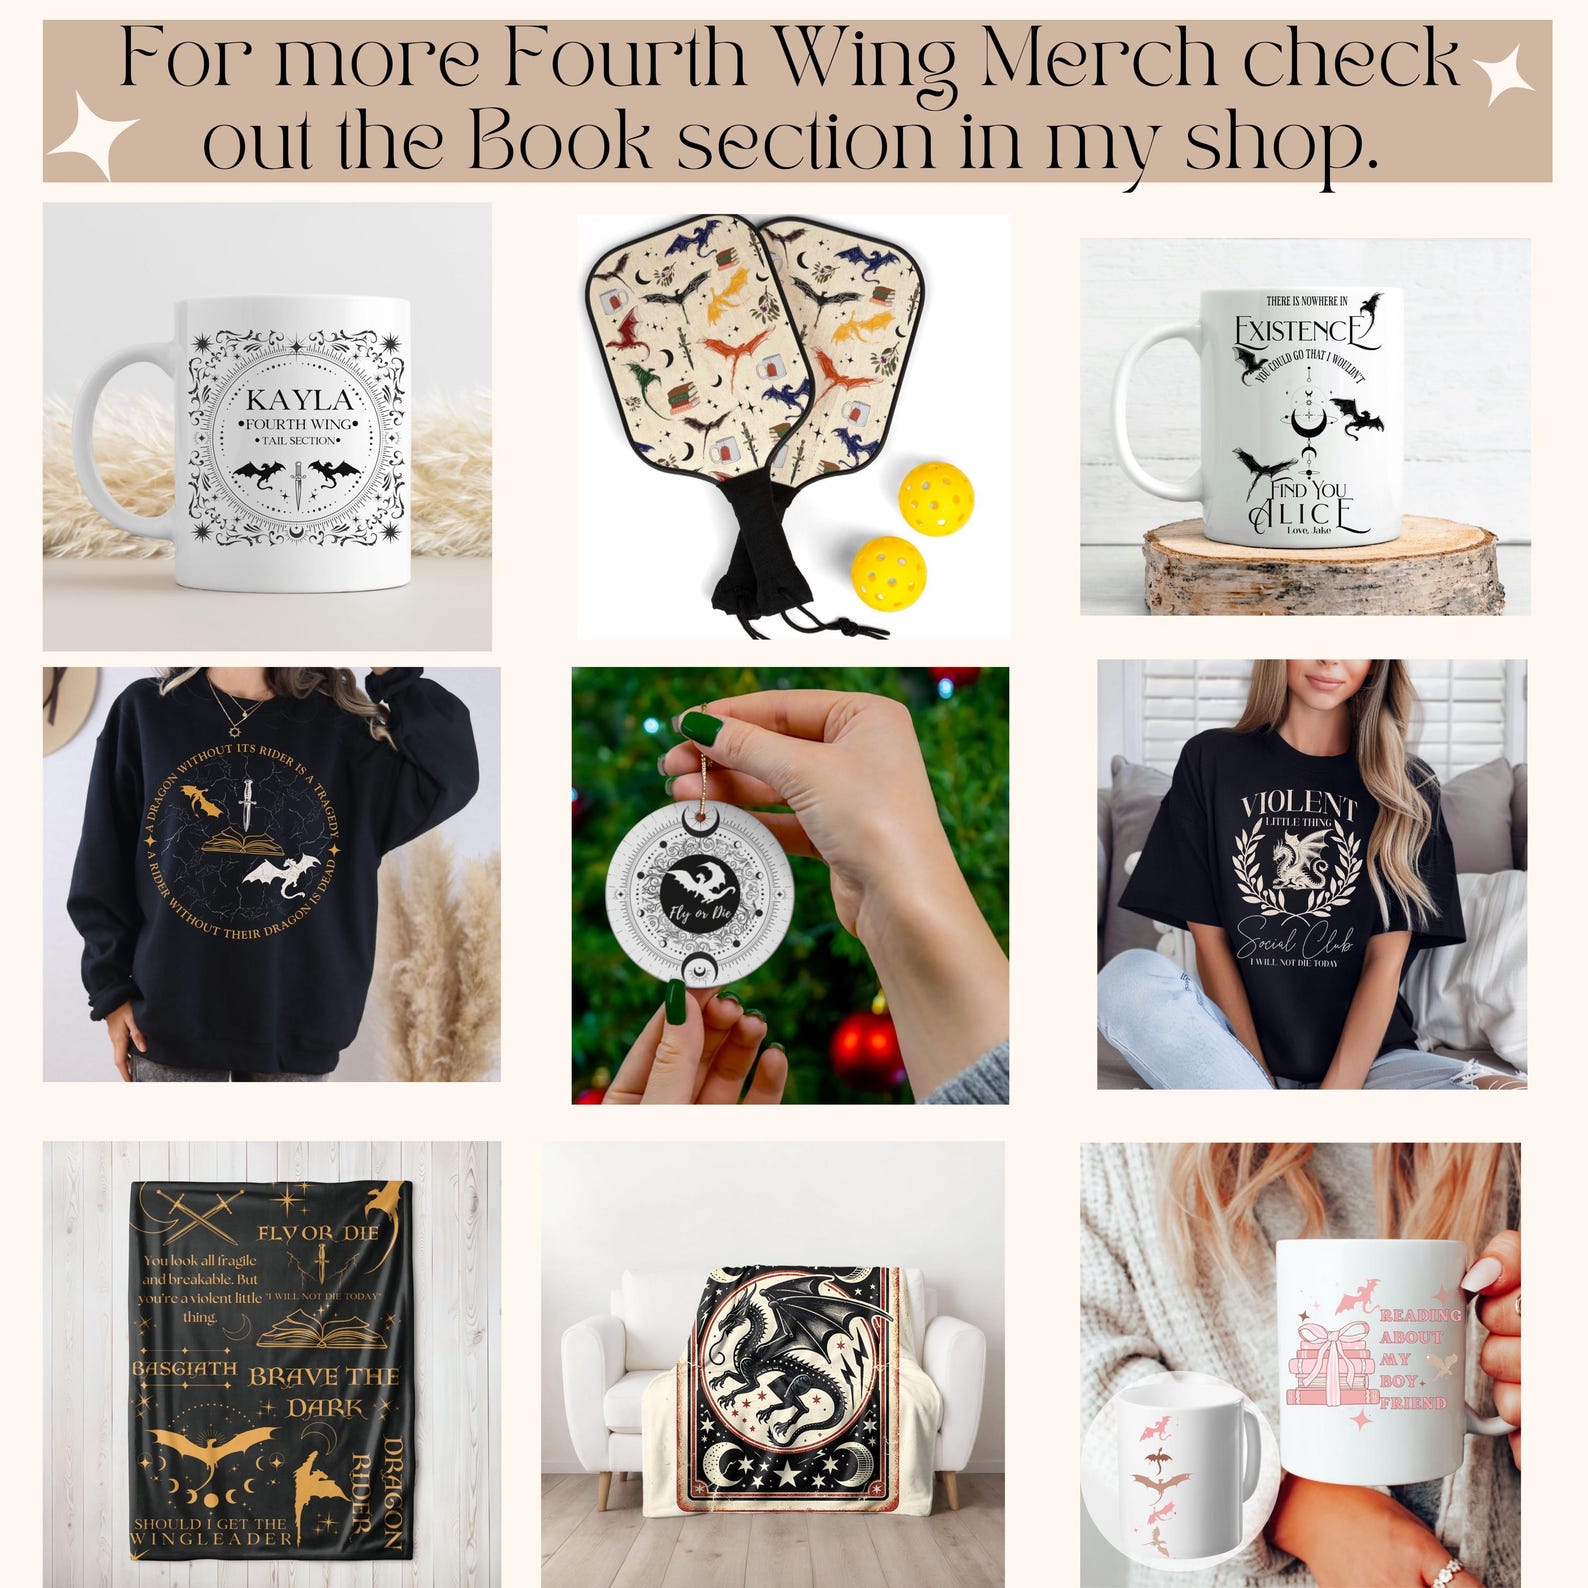 For more Fourth Wing Merch check
out the Book section in my shop.
KAYLA
•FOURTH WING•
•TAIL SECTION•
THERE IS NOWHERE IN
EXISTENCE
YOU COULD GO THAT I WOULDN'T
FIND YOU
ALICE
Love, Jake
A DRAGON WITHOUT ITS RIDER IS A TRAGEDY.
A RIDER WITHOUT THEIR DRAGON IS DEAD
Fly or Die
VIOLENT
LITTLE THING
Social Club
I WILL NOT DIE TODAY
FLY OR DIE
You look all fragile
and breakable. But
you're a violent little
thing.
"I WILL NOT DIE TODAY"
BASGIATH
BRAVE THE
DARK
DRAGON
RIDER
SHOULD I GET THE
WINGLEADER
READING
ABOUT
MY
BOY
FRIEND